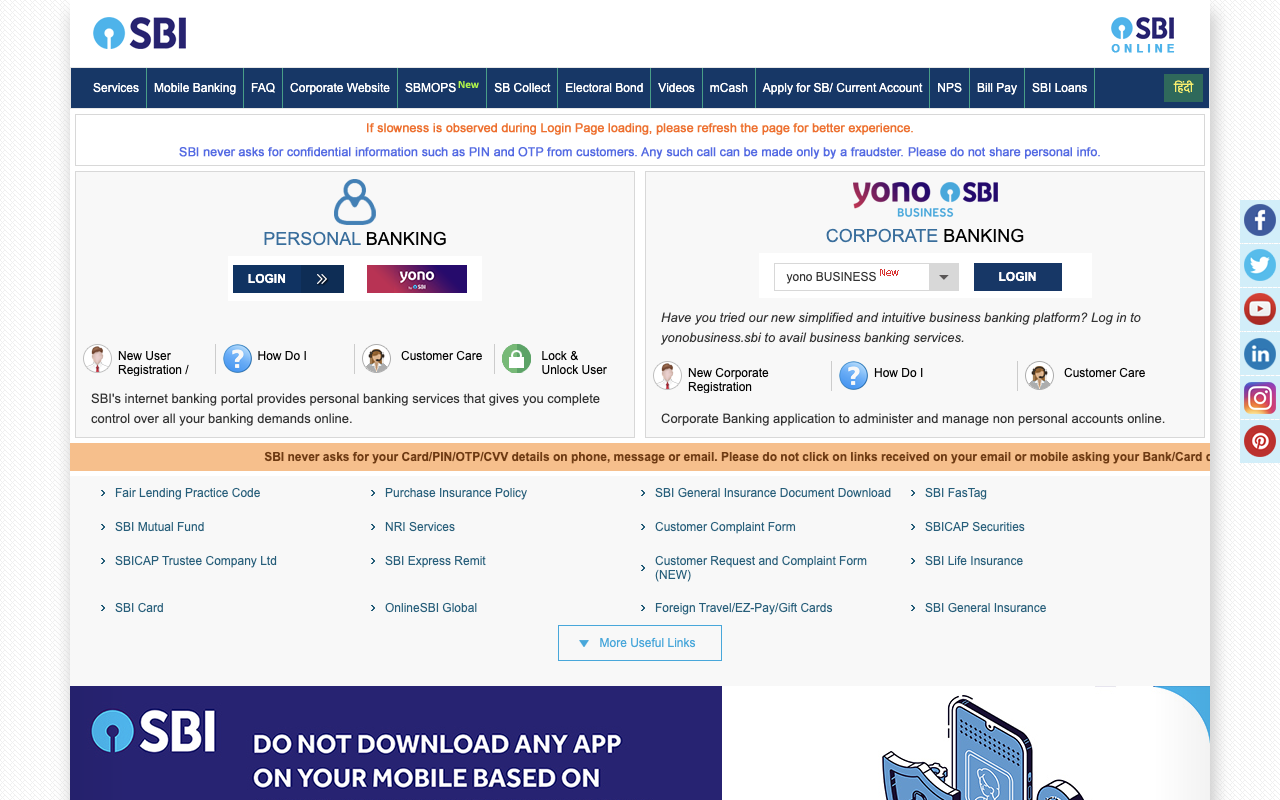 SBI
SBI
ONLINE
Services Mobile Banking FAQ Corporate Website SBMOPS New SB Collect Electoral Bond Videos mCash Apply for SB/ Current Account NPS Bill Pay SBI Loans हिंदी
If slowness is observed during Login Page loading, please refresh the page for better experience.
SBI never asks for confidential information such as PIN and OTP from customers. Any such call can be made only by a fraudster. Please do not share personal info.
PERSONAL BANKING
LOGIN
yono
by SBI
New User
Registration /
How Do I
Customer Care
Lock &
Unlock User
SBI's internet banking portal provides personal banking services that gives you complete
control over all your banking demands online.
yono SBI
BUSINESS
CORPORATE BANKING
yono BUSINESS New
LOGIN
Have you tried our new simplified and intuitive business banking platform? Log in to
yonobusiness.sbi to avail business banking services.
New Corporate
Registration
How Do I
Customer Care
Corporate Banking application to administer and manage non personal accounts online.
SBI never asks for your Card/PIN/OTP/CVV details on phone, message or email. Please do not click on links received on your email or mobile asking your Bank/Card
Fair Lending Practice Code
Purchase Insurance Policy
SBI General Insurance Document Download
SBI FasTag
SBI Mutual Fund
NRI Services
Customer Complaint Form
SBICAP Securities
SBICAP Trustee Company Ltd
SBI Express Remit
Customer Request and Complaint Form
(NEW)
SBI Life Insurance
SBI Card
OnlineSBI Global
Foreign Travel/EZ-Pay/Gift Cards
SBI General Insurance
More Useful Links
SBI
DO NOT DOWNLOAD ANY APP
ON YOUR MOBILE BASED ON